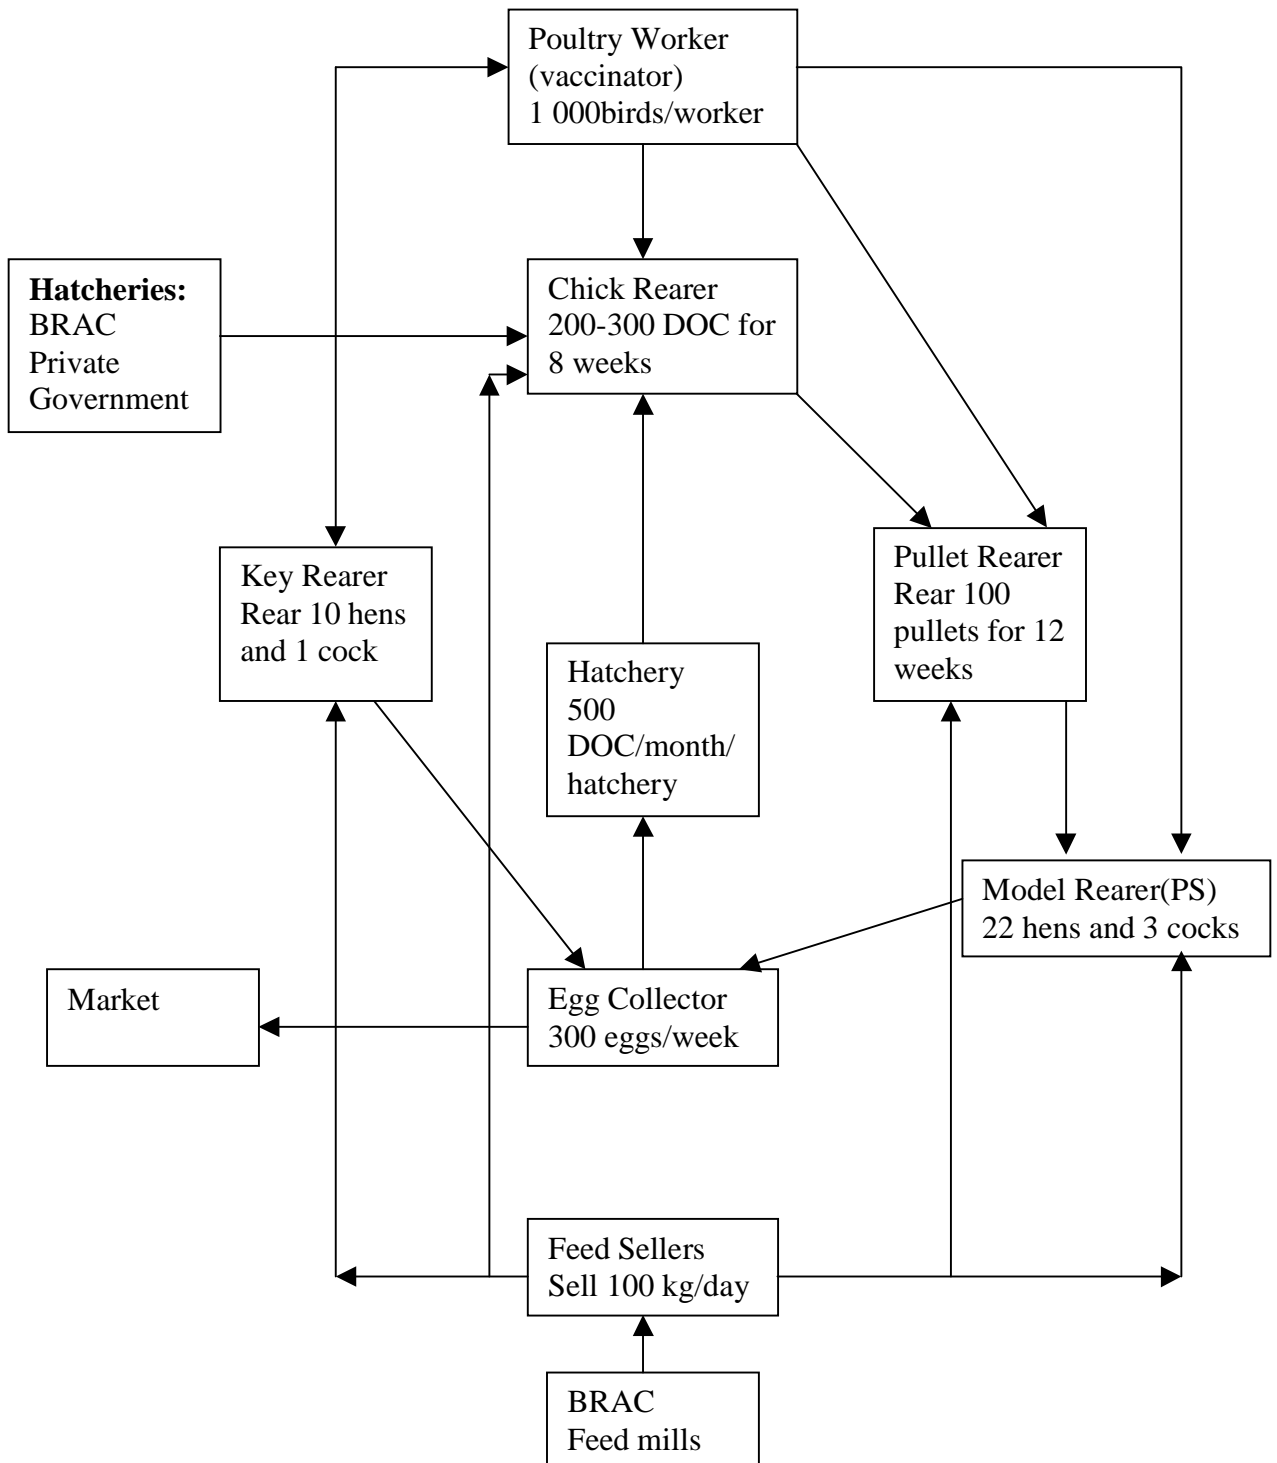 Poultry Worker
(vaccinator)
1 000birds/worker
Hatcheries:
BRAC
Private
Government
Chick Rearer
200-300 DOC for
8 weeks
Key Rearer
Rear 10 hens
and 1 cock
Pullet Rearer
Rear 100
pullets for 12
weeks
Hatchery
500
DOC/month/
hatchery
Model Rearer(PS)
22 hens and 3 cocks
Market
Egg Collector
300 eggs/week
Feed Sellers
Sell 100 kg/day
BRAC
Feed mills